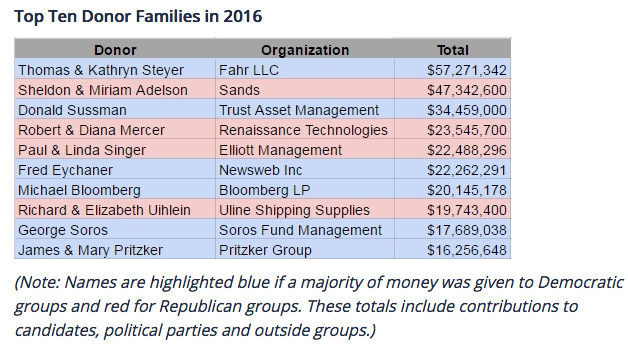 Top Ten Donor Families in 2016
Donor Organization Total
Thomas & Kathryn Steyer Fahr LLC $57,271,342
Sheldon & Miriam Adelson Sands $47,342,600
Donald Sussman Trust Asset Management $34,459,000
Robert & Diana Mercer Renaissance Technologies $23,545,700
Paul & Linda Singer Elliott Management $22,488,296
Fred Eychaner Newsweb Inc $22,262,291
Michael Bloomberg Bloomberg LP $20,145,178
Richard & Elizabeth Uihlein Uline Shipping Supplies $19,743,400
George Soros Soros Fund Management $17,689,038
James & Mary Pritzker Pritzker Group $16,256,648
(Note: Names are highlighted blue if a majority of money was given to Democratic
groups and red for Republican groups. These totals include contributions to
candidates, political parties and outside groups.)